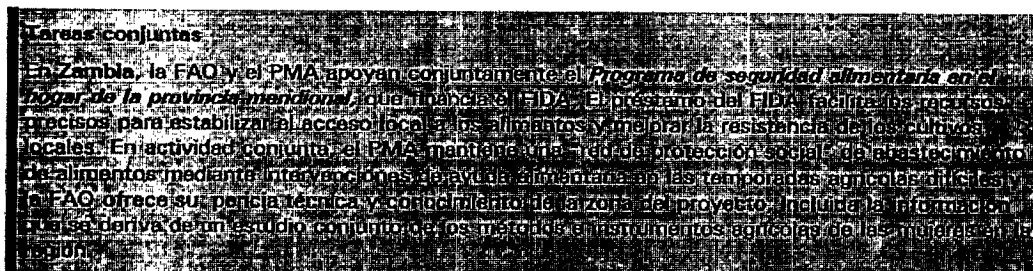 Tareas conjuntas
En Zambia, la FAO y el PMA apoyan conjuntamente el Programa de seguridad alimentaria en el
hogar de la provincia meridional, que financia el FIDA. El préstamo del FIDA facilita los recursos
precisos para estabilizar el acceso local a los alimentos y mejorar la resistencia de los cultivos
locales. En actividad conjunta, el PMA mantiene una "red de protección social" de abastecimiento
de alimentos mediante intervenciones de ayuda alimentaria en las temporadas agrícolas difíciles y
la FAO ofrece su pericia técnica y conocimiento de la zona del proyecto, incluida la información
que se deriva de un estudio conjunto de los métodos e instrumentos agrícolas de las mujeres en la
región.